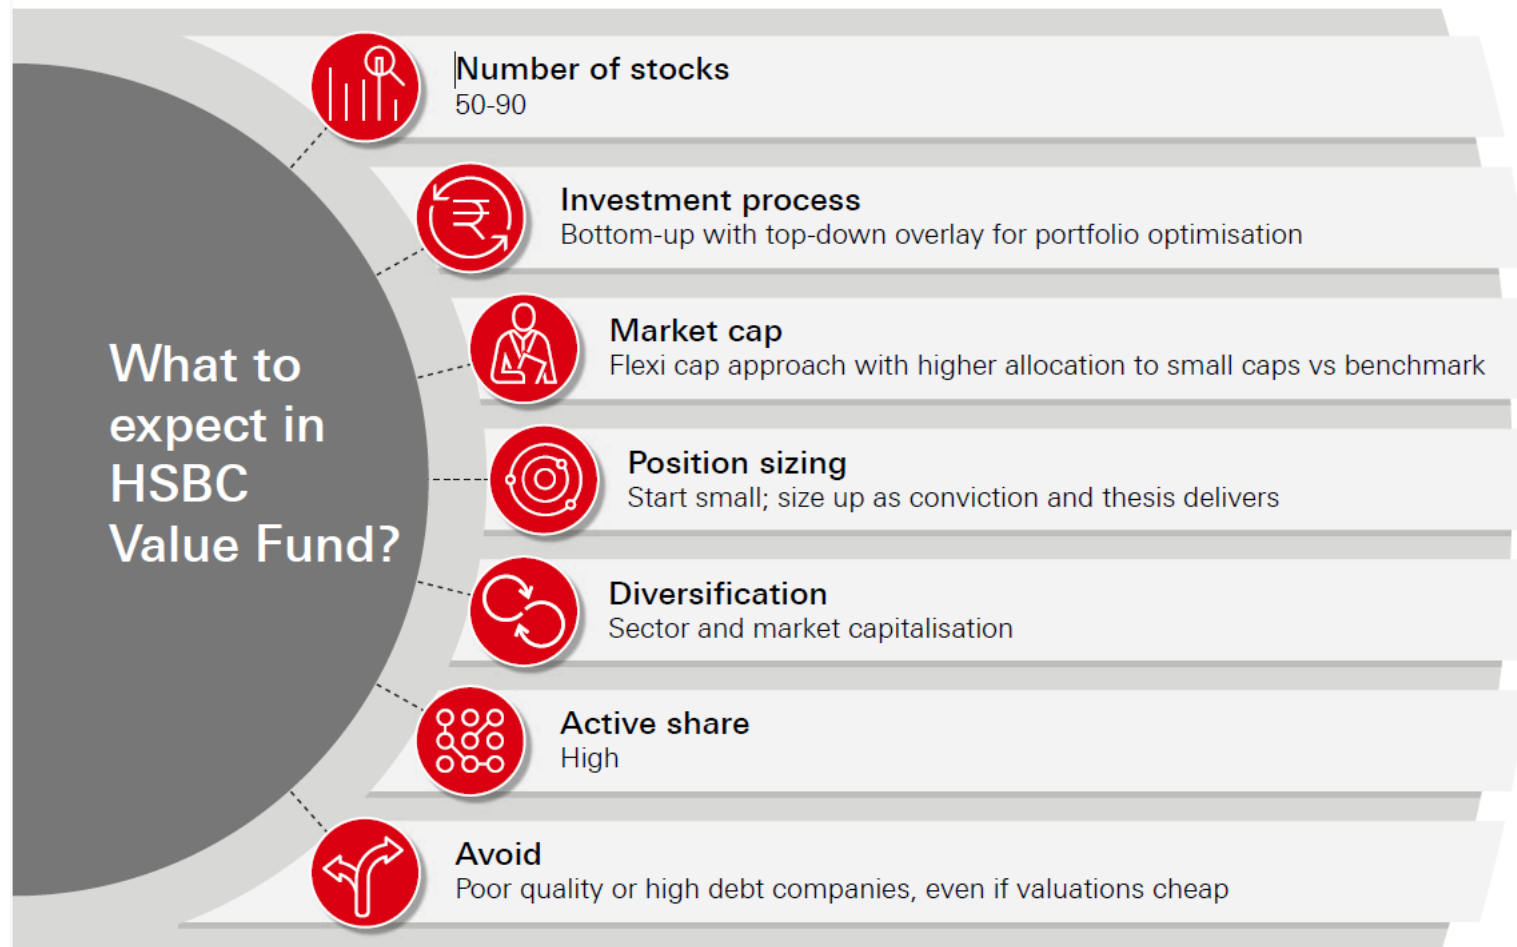 What to
expect in
HSBC
Value Fund?
Number of stocks
50-90
Investment process
Bottom-up with top-down overlay for portfolio optimisation
Market cap
Flexi cap approach with higher allocation to small caps vs benchmark
Position sizing
Start small; size up as conviction and thesis delivers
Diversification
Sector and market capitalisation
Active share
High
Avoid
Poor quality or high debt companies, even if valuations cheap